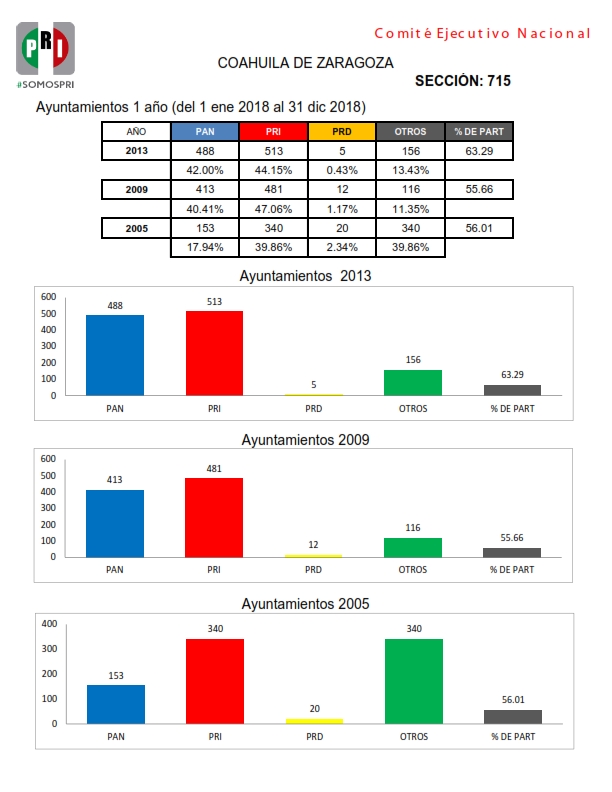 PRI
#SOMOSPRI
Comité Ejecutivo Nacional
COAHUILA DE ZARAGOZA
SECCIÓN: 715
Ayuntamientos 1 año (del 1 ene 2018 al 31 dic 2018)
AÑO PAN PRI PRD OTROS % DE PART
2013 488 513 5 156 63.29
42.00% 44.15% 0.43% 13.43%
2009 413 481 12 116 55.66
40.41% 47.06% 1.17% 11.35%
2005 153 340 20 340 56.01
17.94% 39.86% 2.34% 39.86%
Ayuntamientos 2013
600
500
400
300
200
100
0
488
513
5
156
63.29
PAN PRI PRD OTROS % DE PART
Ayuntamientos 2009
600
500
400
300
200
100
0
413
481
12
116
55.66
PAN PRI PRD OTROS % DE PART
Ayuntamientos 2005
400
300
200
100
0
153
340
20
340
56.01
PAN PRI PRD OTROS % DE PART